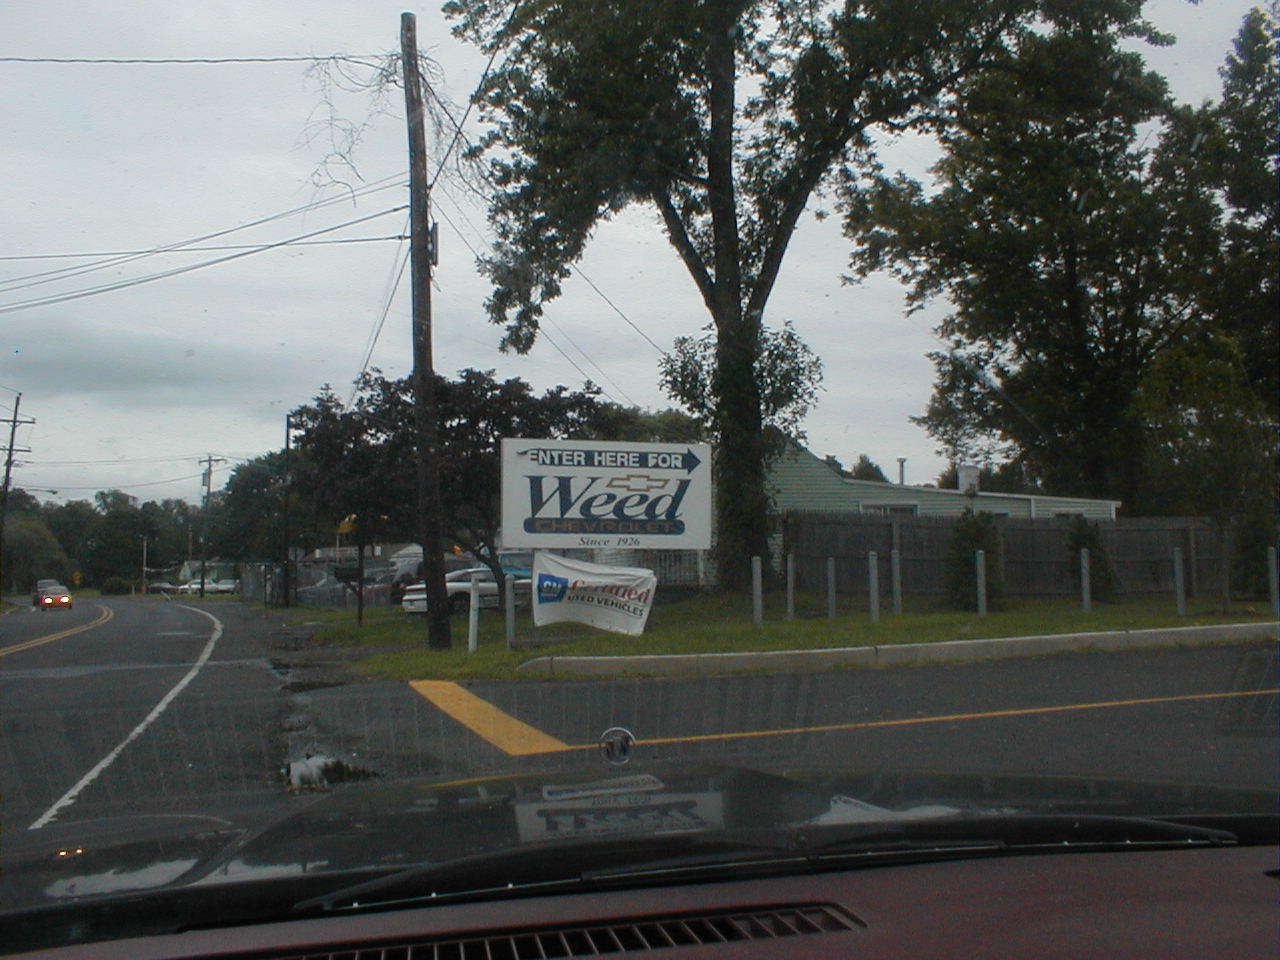 ENTER HERE FOR
Weed
CHEVROLET
Since 1926
GM Certified
USED VEHICLES